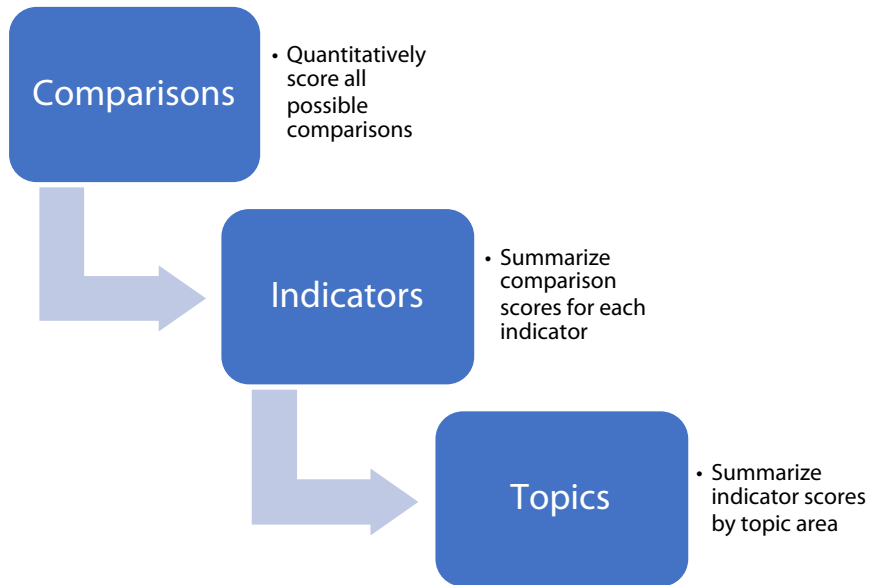 Comparisons
• Quantitatively
score all
possible
comparisons
Indicators
• Summarize
comparison
scores for each
indicator
Topics
• Summarize
indicator scores
by topic area